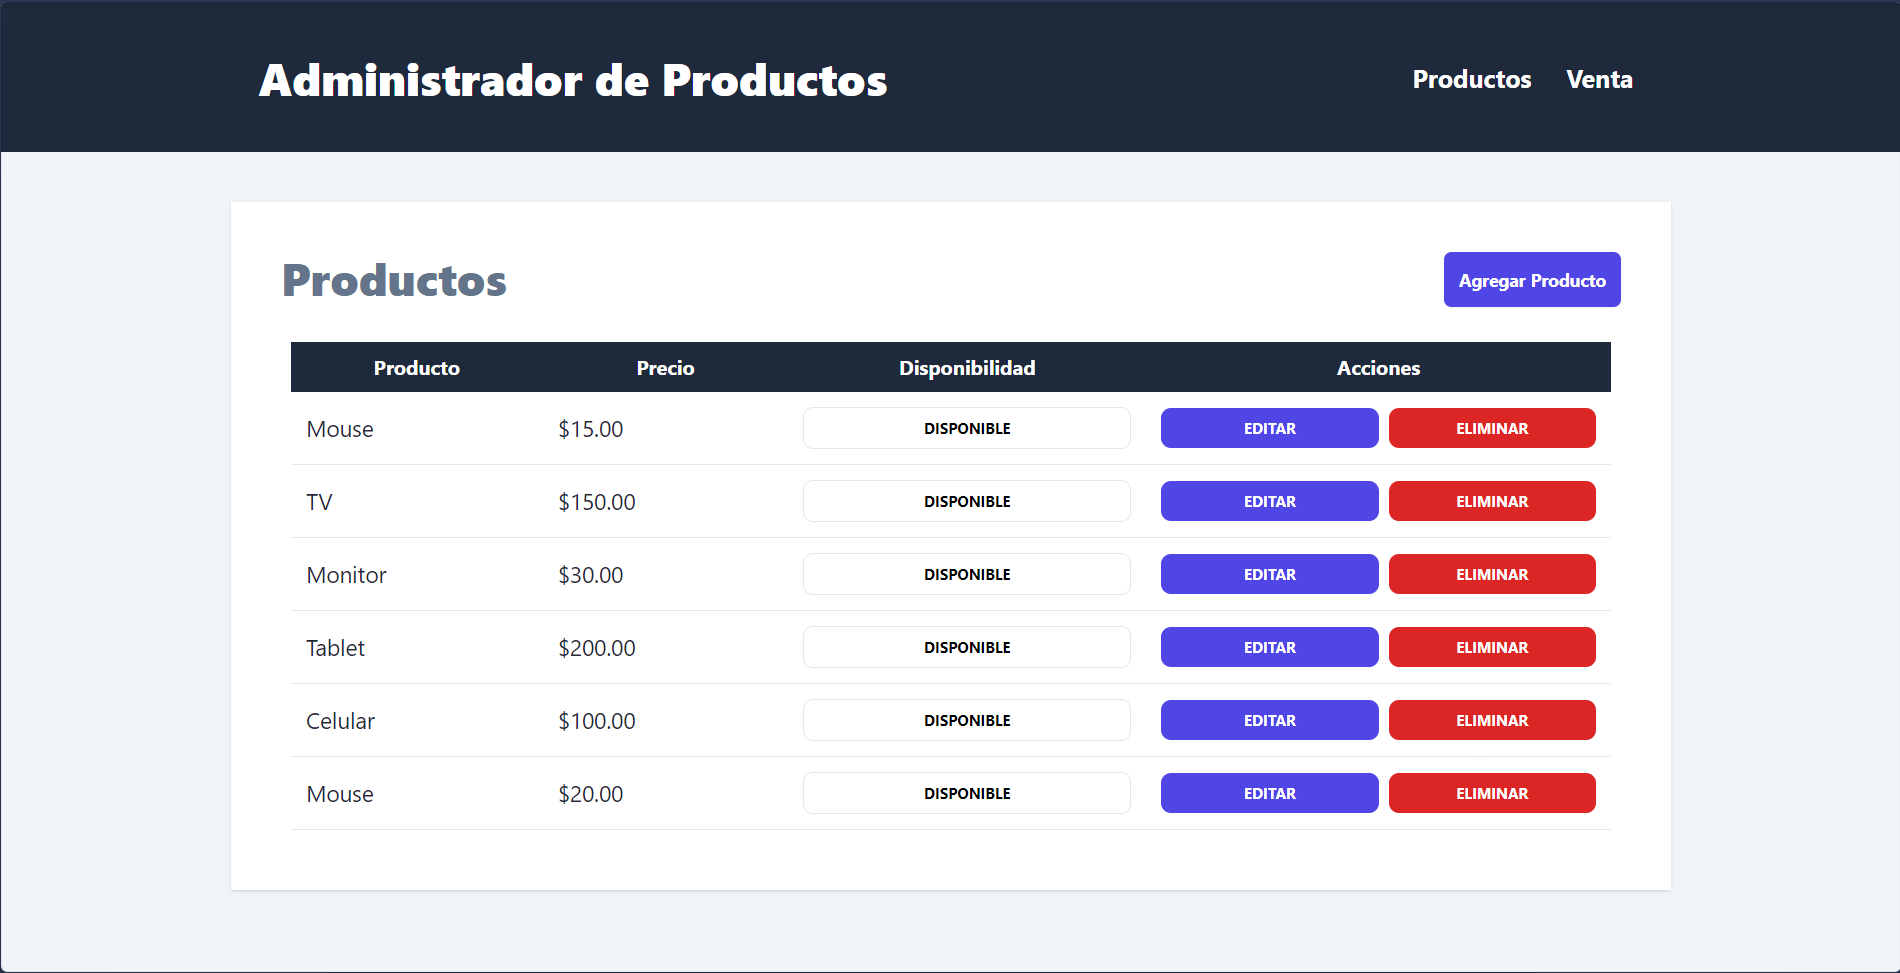 Administrador de Productos Productos Venta
Productos Agregar Producto
Producto Precio Disponibilidad Acciones
Mouse $15.00 DISPONIBLE EDITAR ELIMINAR
TV $150.00 DISPONIBLE EDITAR ELIMINAR
Monitor $30.00 DISPONIBLE EDITAR ELIMINAR
Tablet $200.00 DISPONIBLE EDITAR ELIMINAR
Celular $100.00 DISPONIBLE EDITAR ELIMINAR
Mouse $20.00 DISPONIBLE EDITAR ELIMINAR